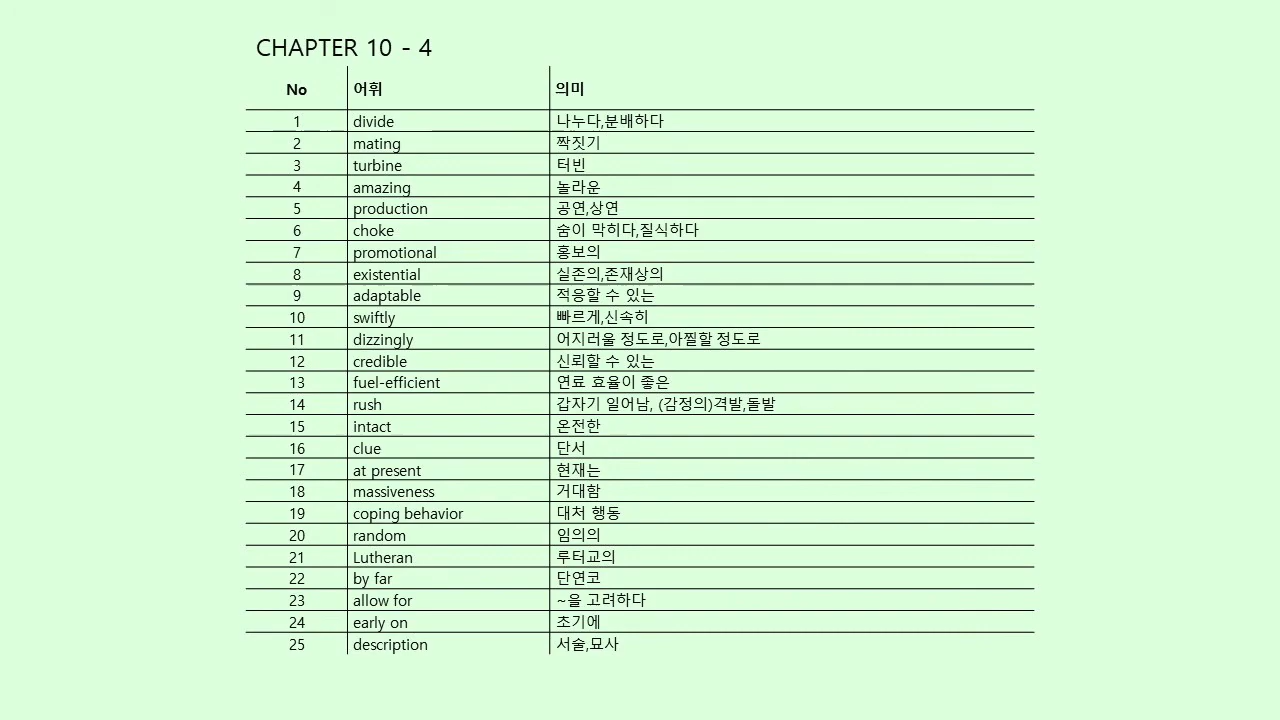 CHAPTER 10 - 4
No 어휘 의미
1 divide 나누다,분배하다
2 mating 짝짓기
3 turbine 터빈
4 amazing 놀라운
5 production 공연,상연
6 choke 숨이 막히다,질식하다
7 promotional 홍보의
8 existential 실존의,존재상의
9 adaptable 적응할 수 있는
10 swiftly 빠르게,신속히
11 dizzingly 어지러울 정도로,아찔할 정도로
12 credible 신뢰할 수 있는
13 fuel-efficient 연료 효율이 좋은
14 rush 갑자기 일어남, (감정의)격발,돌발
15 intact 온전한
16 clue 단서
17 at present 현재는
18 massiveness 거대함
19 coping behavior 대처 행동
20 random 임의의
21 Lutheran 루터교의
22 by far 단연코
23 allow for ~을 고려하다
24 early on 초기에
25 description 서술,묘사